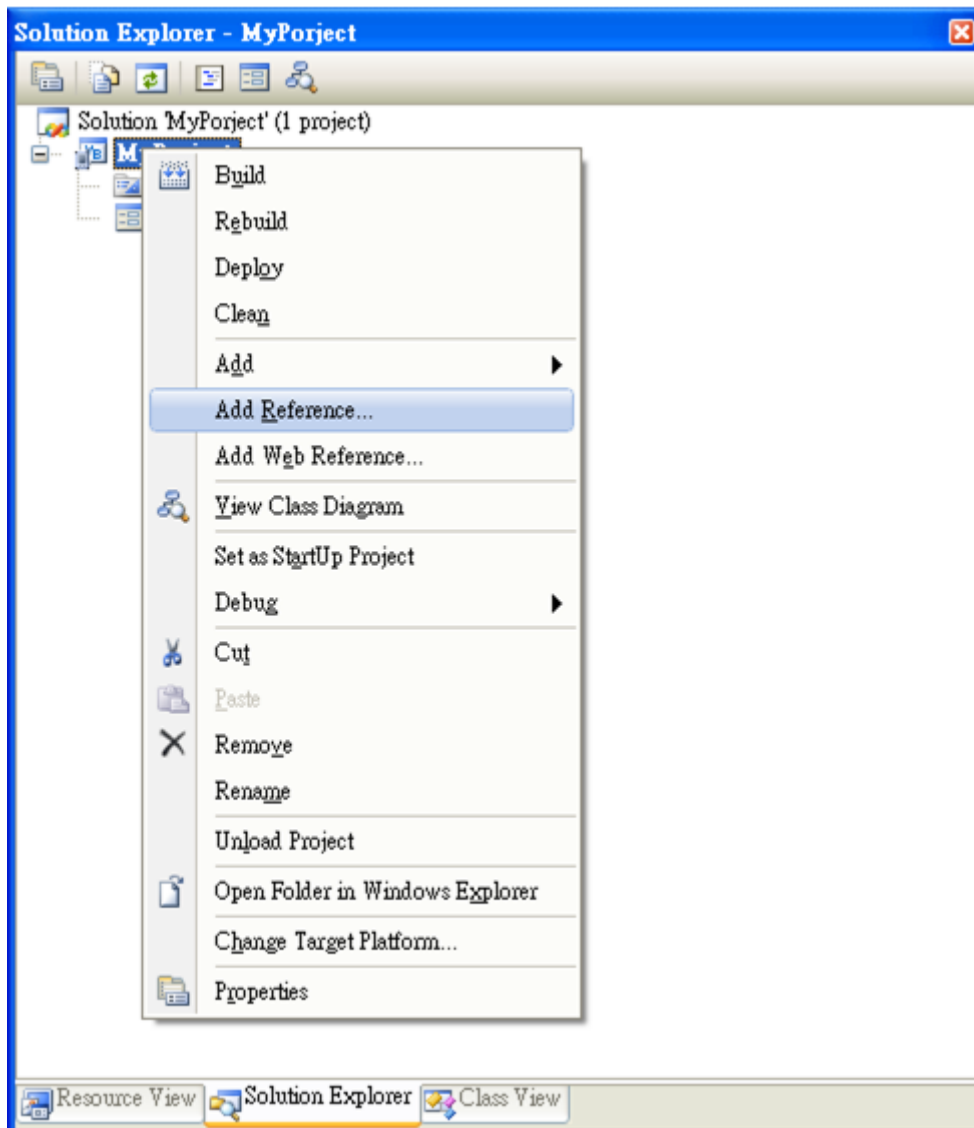 Solution Explorer - MyPorject
Solution 'MyPorject' (1 project)
Build
Rebuild
Deploy
Clean
Add
Add Reference...
Add Web Reference...
View Class Diagram
Set as StartUp Project
Debug
Cut
Paste
Remove
Rename
Unload Project
Open Folder in Windows Explorer
Change Target Platform...
Properties
Resource View
Solution Explorer
Class View